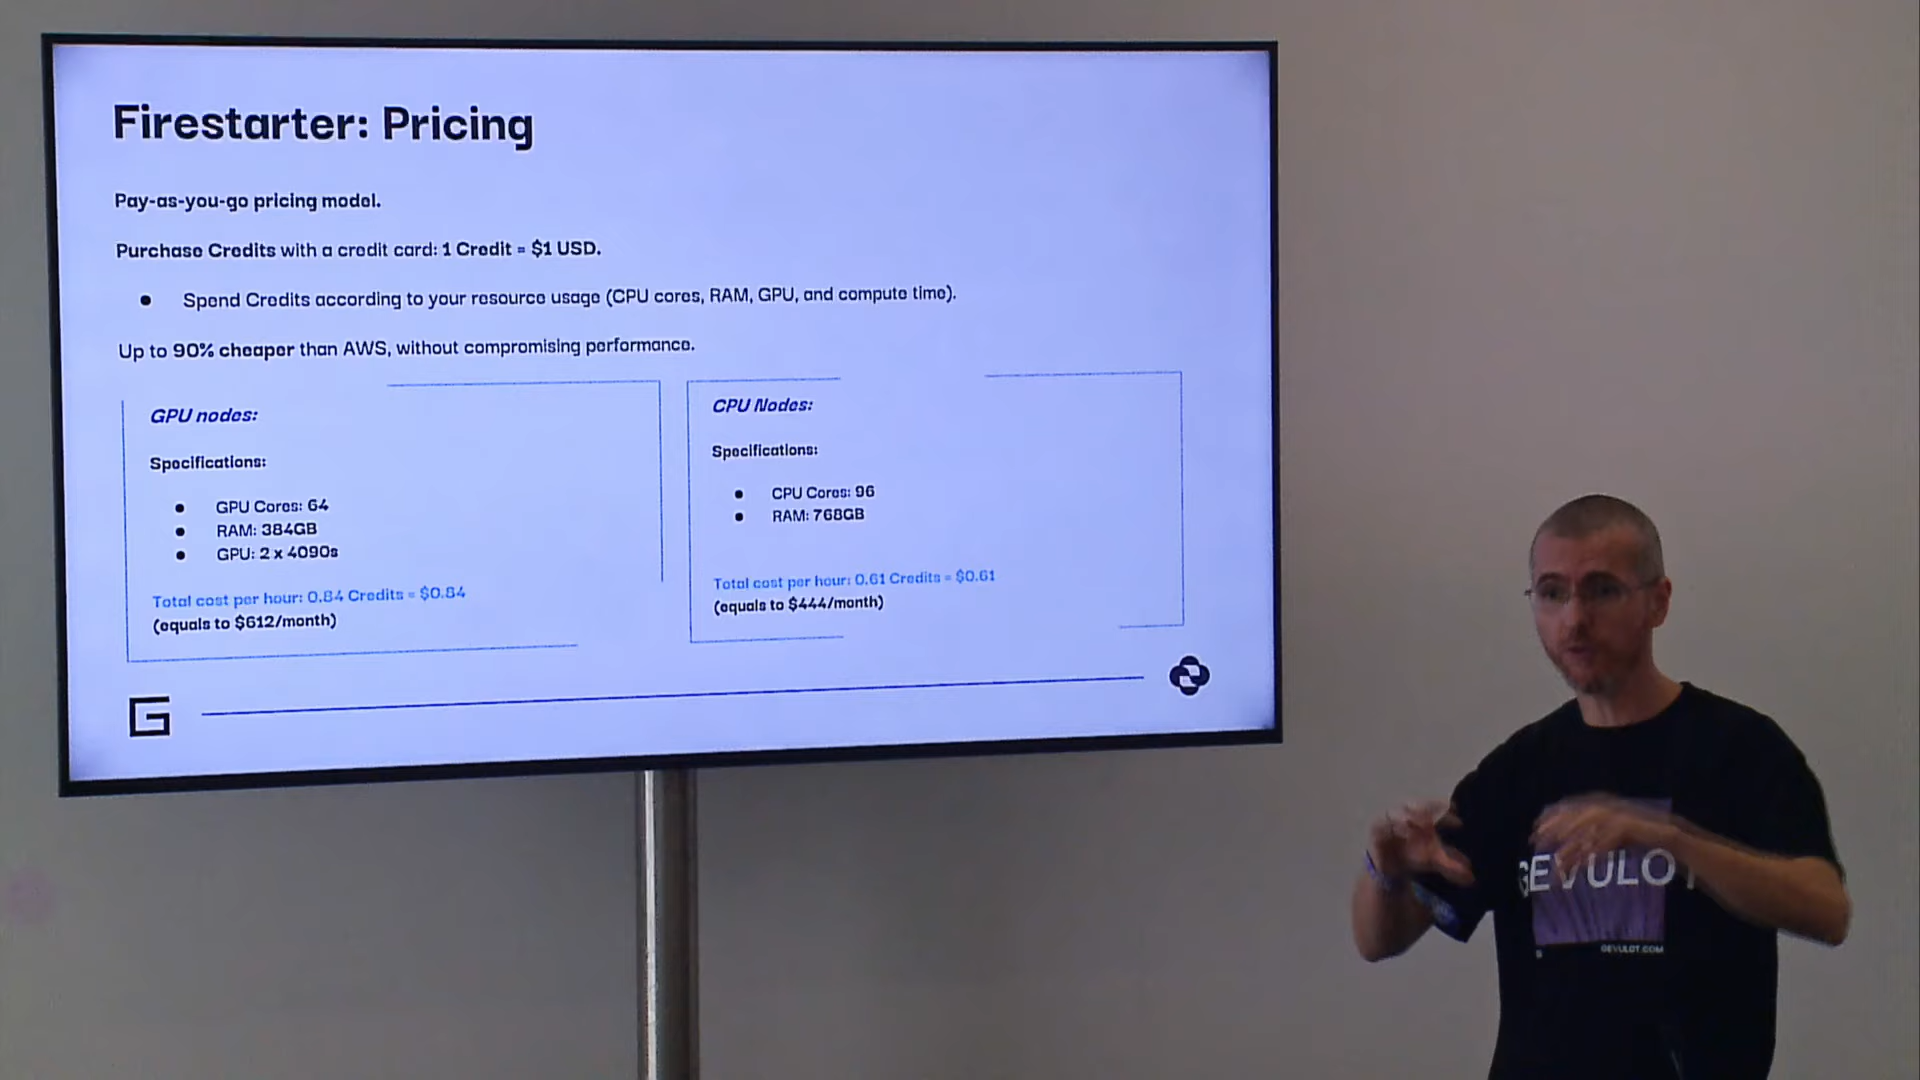 Firestarter: Pricing
Pay-as-you-go pricing model.
Purchase Credits with a credit card: 1 Credit = $1 USD.
Spend Credits according to your resource usage (CPU cores, RAM, GPU, and compute time).
Up to 90% cheaper than AWS, without compromising performance.
GPU nodes:
Specifications:
GPU Cores: 64
RAM: 384GB
GPU: 2 x 4090s
Total cost per hour: 0.84 Credits = $0.84
(equals to $612/month)
CPU Nodes:
Specifications:
CPU Cores: 96
RAM: 768GB
Total cost per hour: 0.61 Credits = $0.61
(equals to $444/month)
GEVULOT
GEVULOT.COM